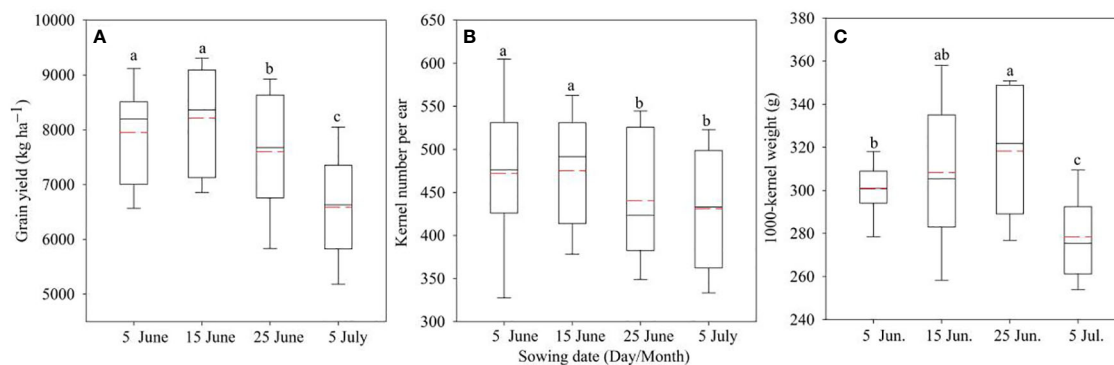 A
Grain yield (kg ha−1)
9000
10000
8000
7000
6000
5000
a
a
b
c
5 June
15 June
25 June
5 July
B
Kernel number per ear
650
600
550
500
450
400
350
300
a
a
b
b
5 June
15 June
25 June
5 July
Sowing date (Day/Month)
C
1000-kernel weight (g)
380
360
340
320
300
280
260
240
b
ab
a
c
5 Jun.
15 Jun.
25 Jun.
5 Jul.